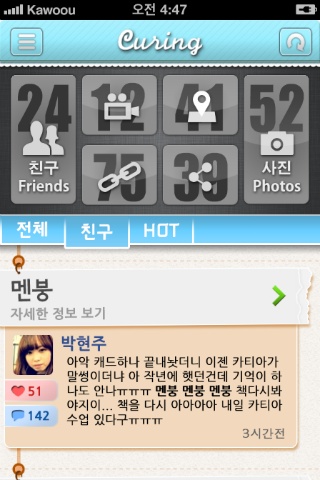 Kawoou 오전 4:47
Curing
24 12 41 52
친구 사진
Friends Photos
75 39
전체 친구 HOT
멘붕
자세한 정보 보기
박현주
아악 캐드하나 끝내놧더니 이젠 카티아가
말썽이더냐 아 작년에 했던건데 기억이 하
나도 안나ㅠㅠㅠ 멘붕 멘붕 멘붕 책다시봐
야지이... 책을 다시 아아아아 내일 카티아
수업 있다구ㅠㅠㅠ
51
142
3시간전